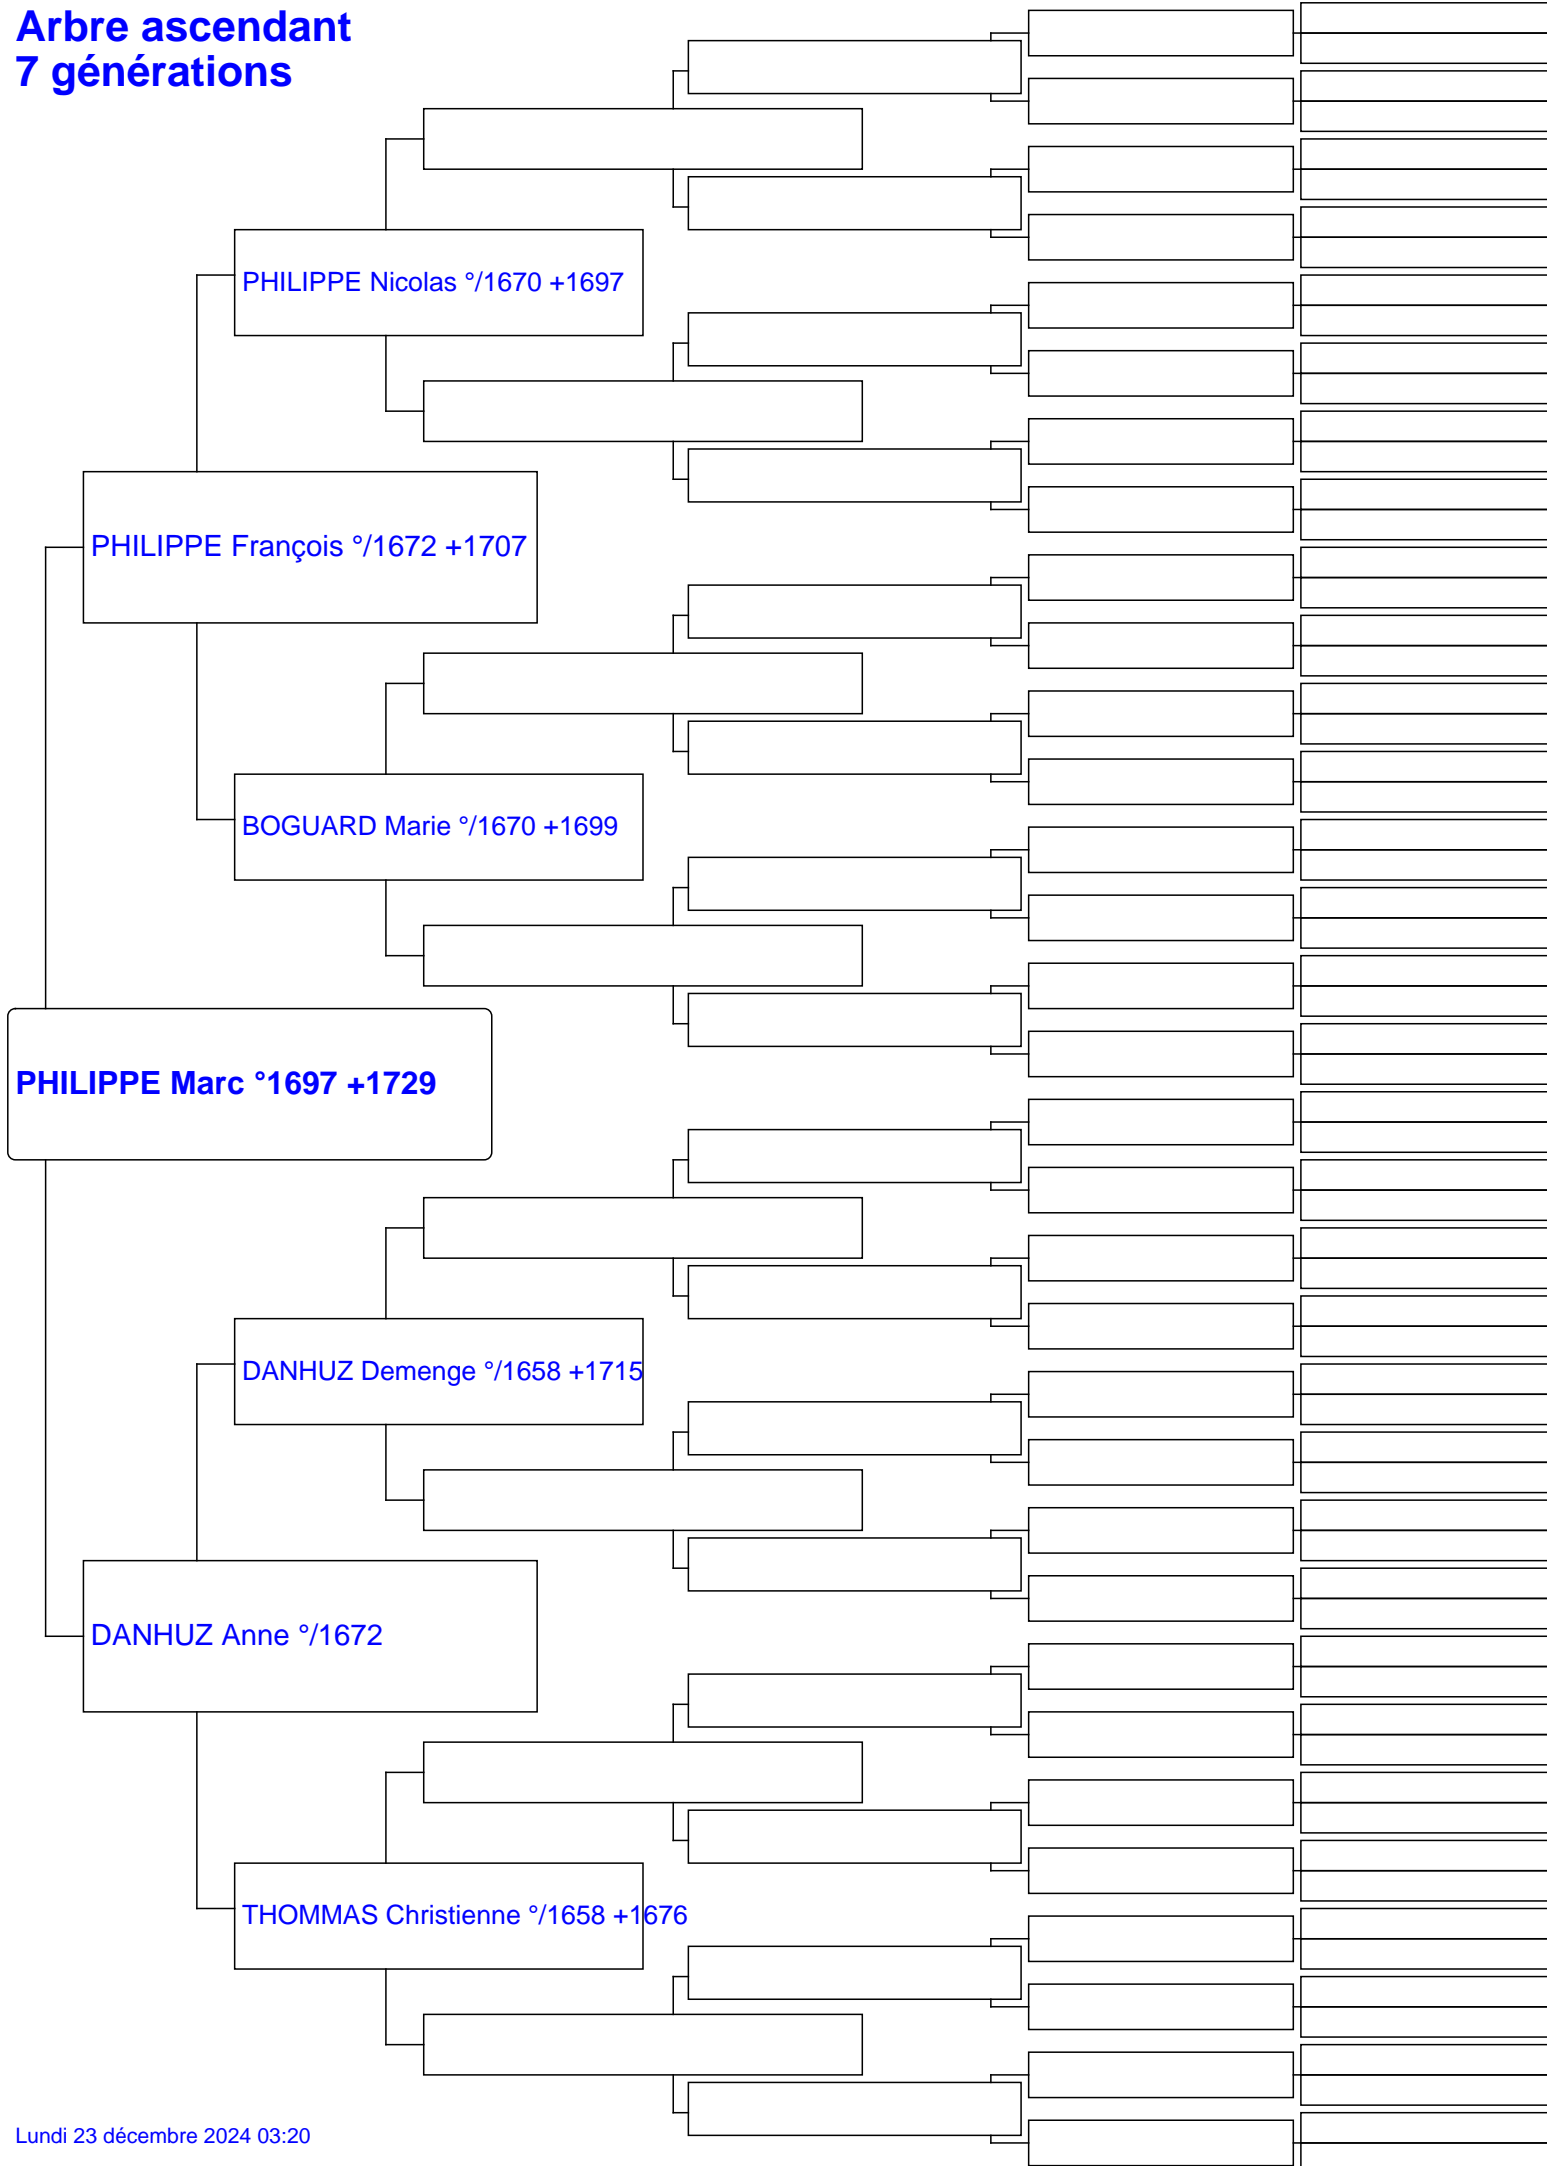 Arbre ascendant
7 générations
PHILIPPE Nicolas °/1670 +1697
PHILIPPE François °/1672 +1707
BOGUARD Marie °/1670 +1699
PHILIPPE Marc °1697 +1729
DANHUZ Demenge °/1658 +1715
DANHUZ Anne °/1672
THOMMAS Christienne °/1658 +1676
Lundi 23 décembre 2024 03:20